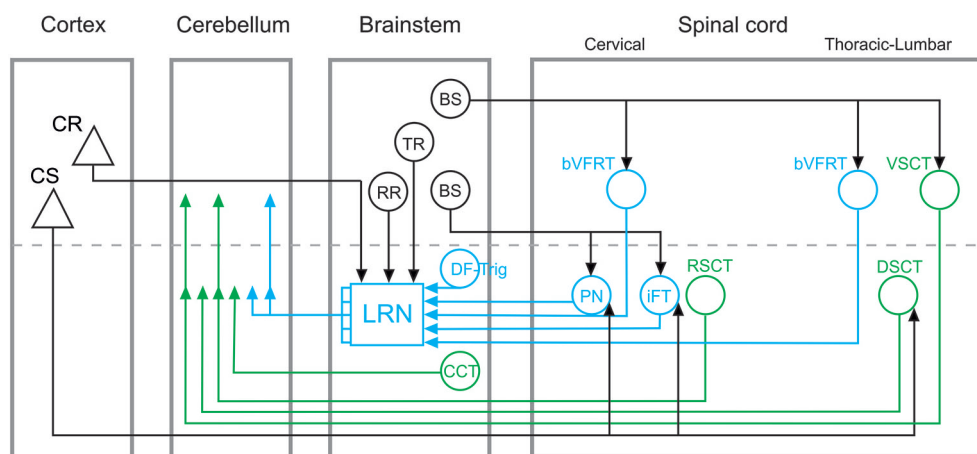 Cortex
Cerebellum
Brainstem
Spinal cord
Cervical
Thoracic-Lumbar
BS
CR
TR
bVFRT
bVFRT
VSCT
CS
RR
BS
DF-Trig
RSCT
DSCT
LRN
PN
iFT
CCT